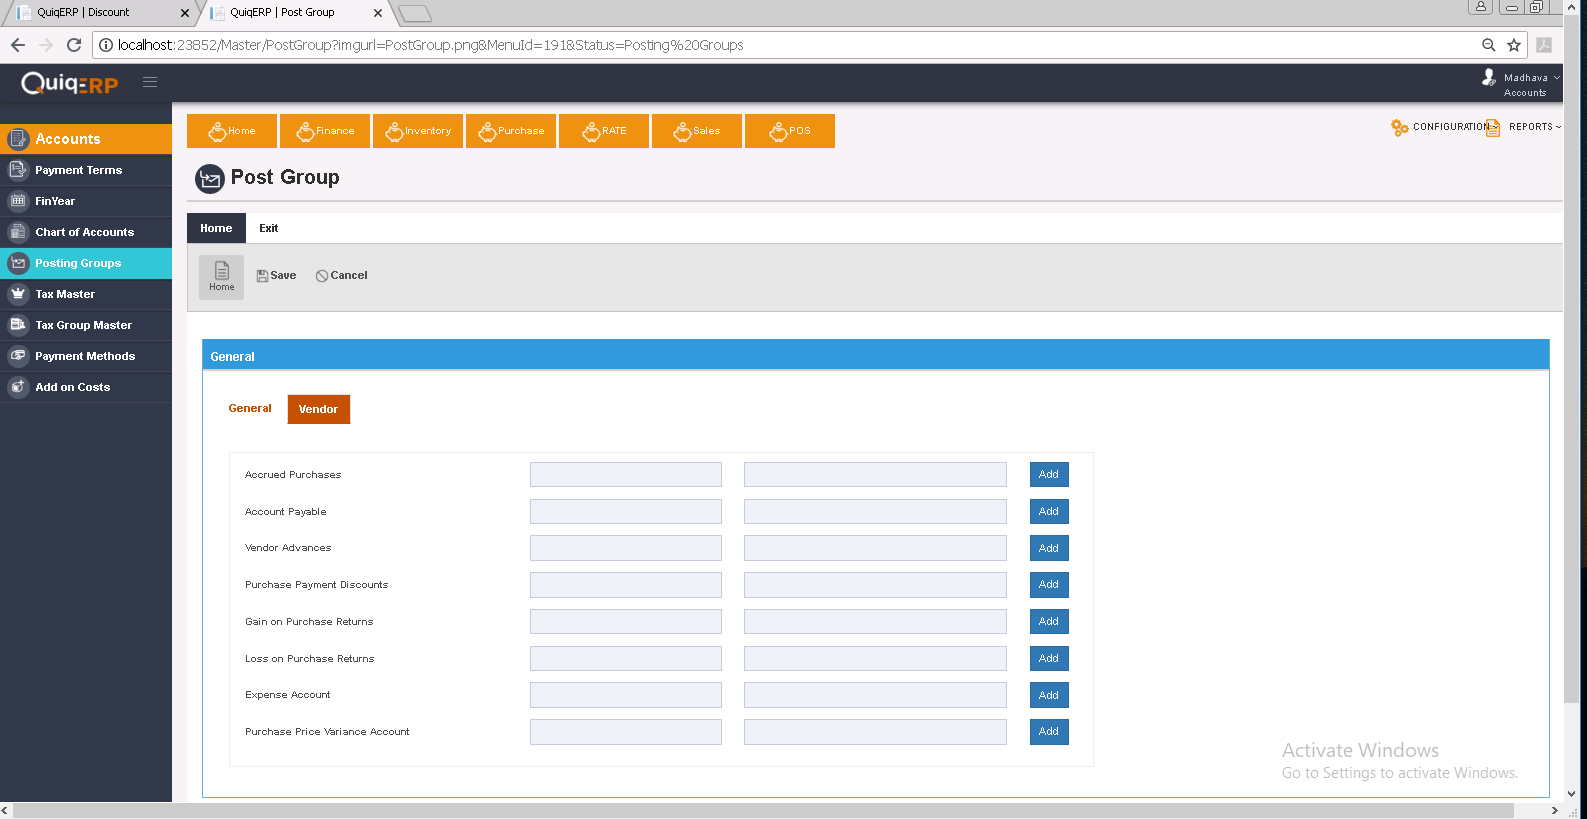 QuiqERP | Discount
QuiqERP | Post Group
localhost:23852/Master/PostGroup?imgurl=PostGroup.png&MenuId=191&Status=Posting%20Groups
QuiqERP
Madhava
Accounts
Accounts
Payment Terms
FinYear
Chart of Accounts
Posting Groups
Tax Master
Tax Group Master
Payment Methods
Add on Costs
Home Finance Inventory Purchase RATE Sales POS
CONFIGURATION REPORTS
Post Group
Home Exit
Home Save Cancel
General
General Vendor
Accrued Purchases Add
Account Payable Add
Vendor Advances Add
Purchase Payment Discounts Add
Gain on Purchase Returns Add
Loss on Purchase Returns Add
Expense Account Add
Purchase Price Variance Account Add
Activate Windows
Go to Settings to activate Windows.